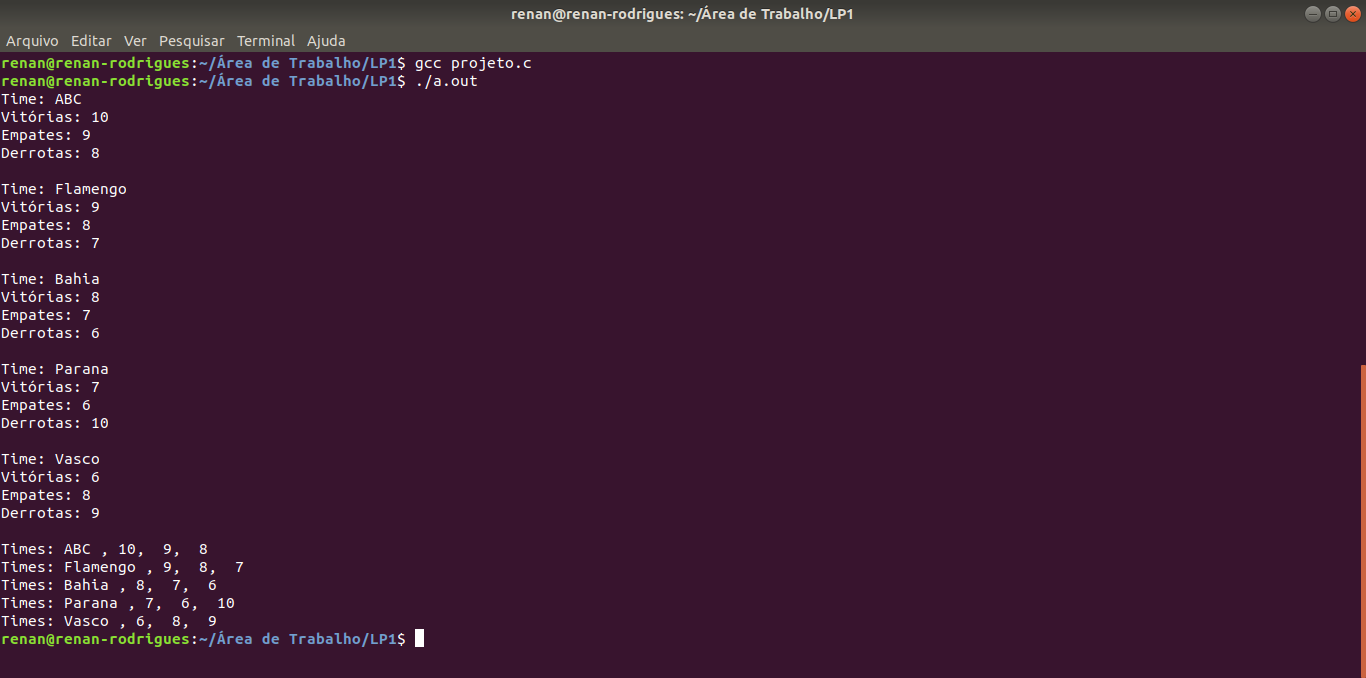 renan@renan-rodrigues: ~/Área de Trabalho/LP1
Arquivo Editar Ver Pesquisar Terminal Ajuda
renan@renan-rodrigues:~/Área de Trabalho/LP1$ gcc projeto.c
renan@renan-rodrigues:~/Área de Trabalho/LP1$ ./a.out
Time: ABC
Vitórias: 10
Empates: 9
Derrotas: 8

Time: Flamengo
Vitórias: 9
Empates: 8
Derrotas: 7

Time: Bahia
Vitórias: 8
Empates: 7
Derrotas: 6

Time: Parana
Vitórias: 7
Empates: 6
Derrotas: 10

Time: Vasco
Vitórias: 6
Empates: 8
Derrotas: 9

Times: ABC , 10,  9,  8
Times: Flamengo , 9,  8,  7
Times: Bahia , 8,  7,  6
Times: Parana , 7,  6,  10
Times: Vasco , 6,  8,  9
renan@renan-rodrigues:~/Área de Trabalho/LP1$